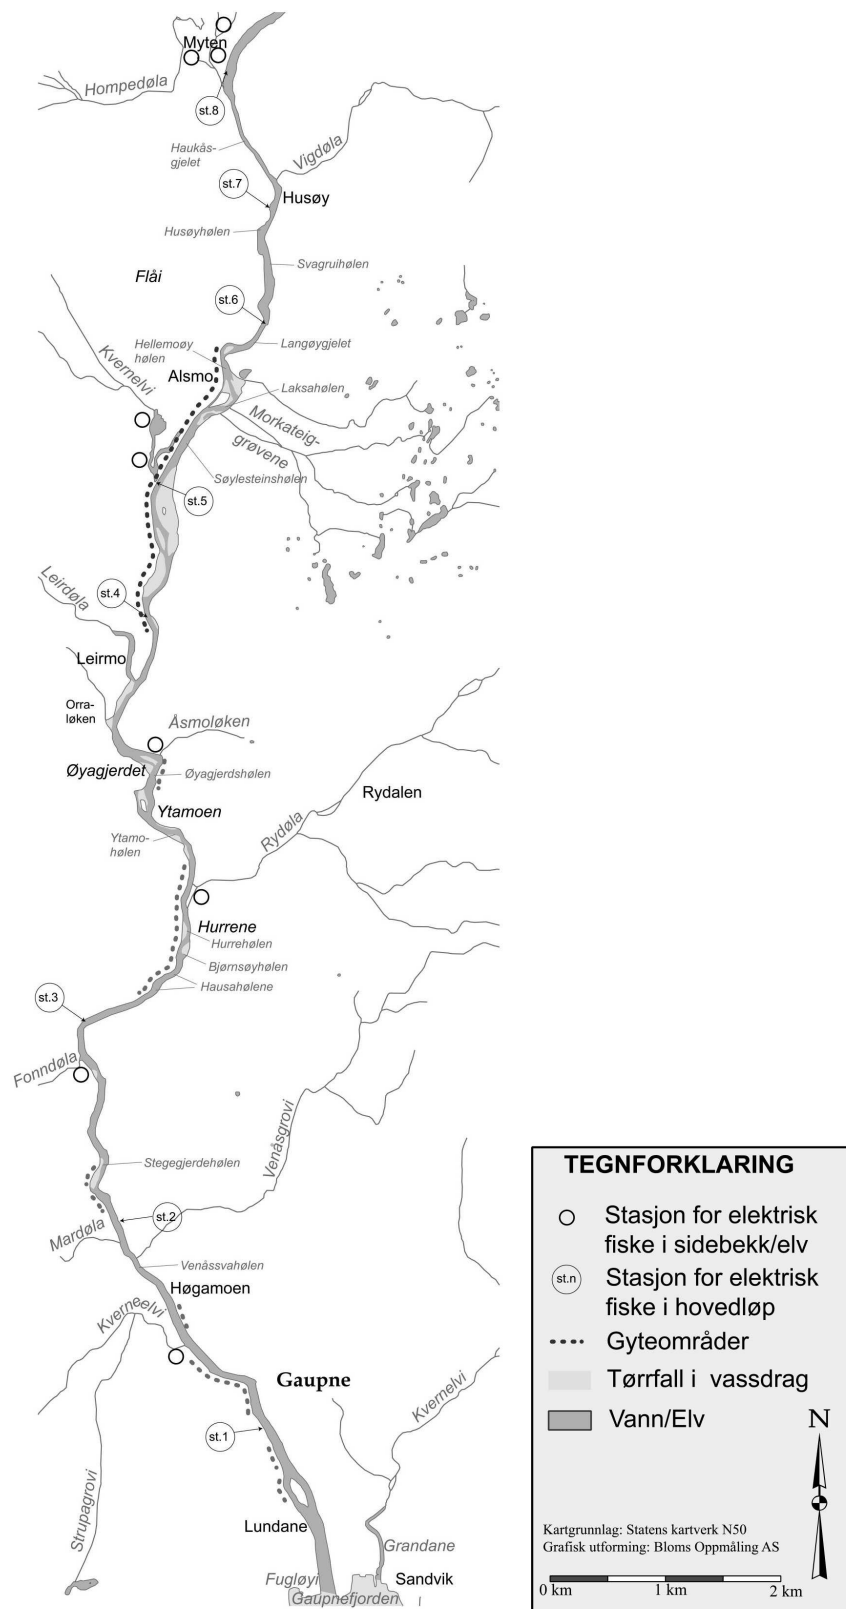 Myten
Hompedøla
st.8
Haukås-
gjelet
Vigdøla
st.7
Husøy
Husøyhølen
Svagruihølen
Flåi
st.6
Hellemoøy
hølen
Langøygjelet
Kvernelvi
Alsmo
Laksahølen
Morkateig-
grøvene
Søylesteinshølen
st.5
Leirdøla
st.4
Leirmo
Orra-
løken
Åsmoløken
Øyagjerdet
Øyagjerdshølen
Ytamoen
Rydalen
Ytamo-
hølen
Rydøla
Hurrene
Hurrehølen
Bjørnsøyhølen
Hausahølene
st.3
Fonndøla
Venåsgrovi
Stegegjerdehølen
st.2
Mardøla
Venåssvahølen
Høgamoen
Kverneelvi
Gaupne
Kvernelvi
st.1
Strupagrovi
Lundane
Grandane
Fugløyi
Sandvik
Gaupnefjorden
TEGNFORKLARING
Stasjon for elektrisk
fiske i sidebekk/elv
st.n
Stasjon for elektrisk
fiske i hovedløp
Gyteområder
Tørrfall i vassdrag
Vann/Elv
N
Kartgrunnlag: Statens kartverk N50
Grafisk utforming: Bloms Oppmåling AS
0 km 1 km 2 km